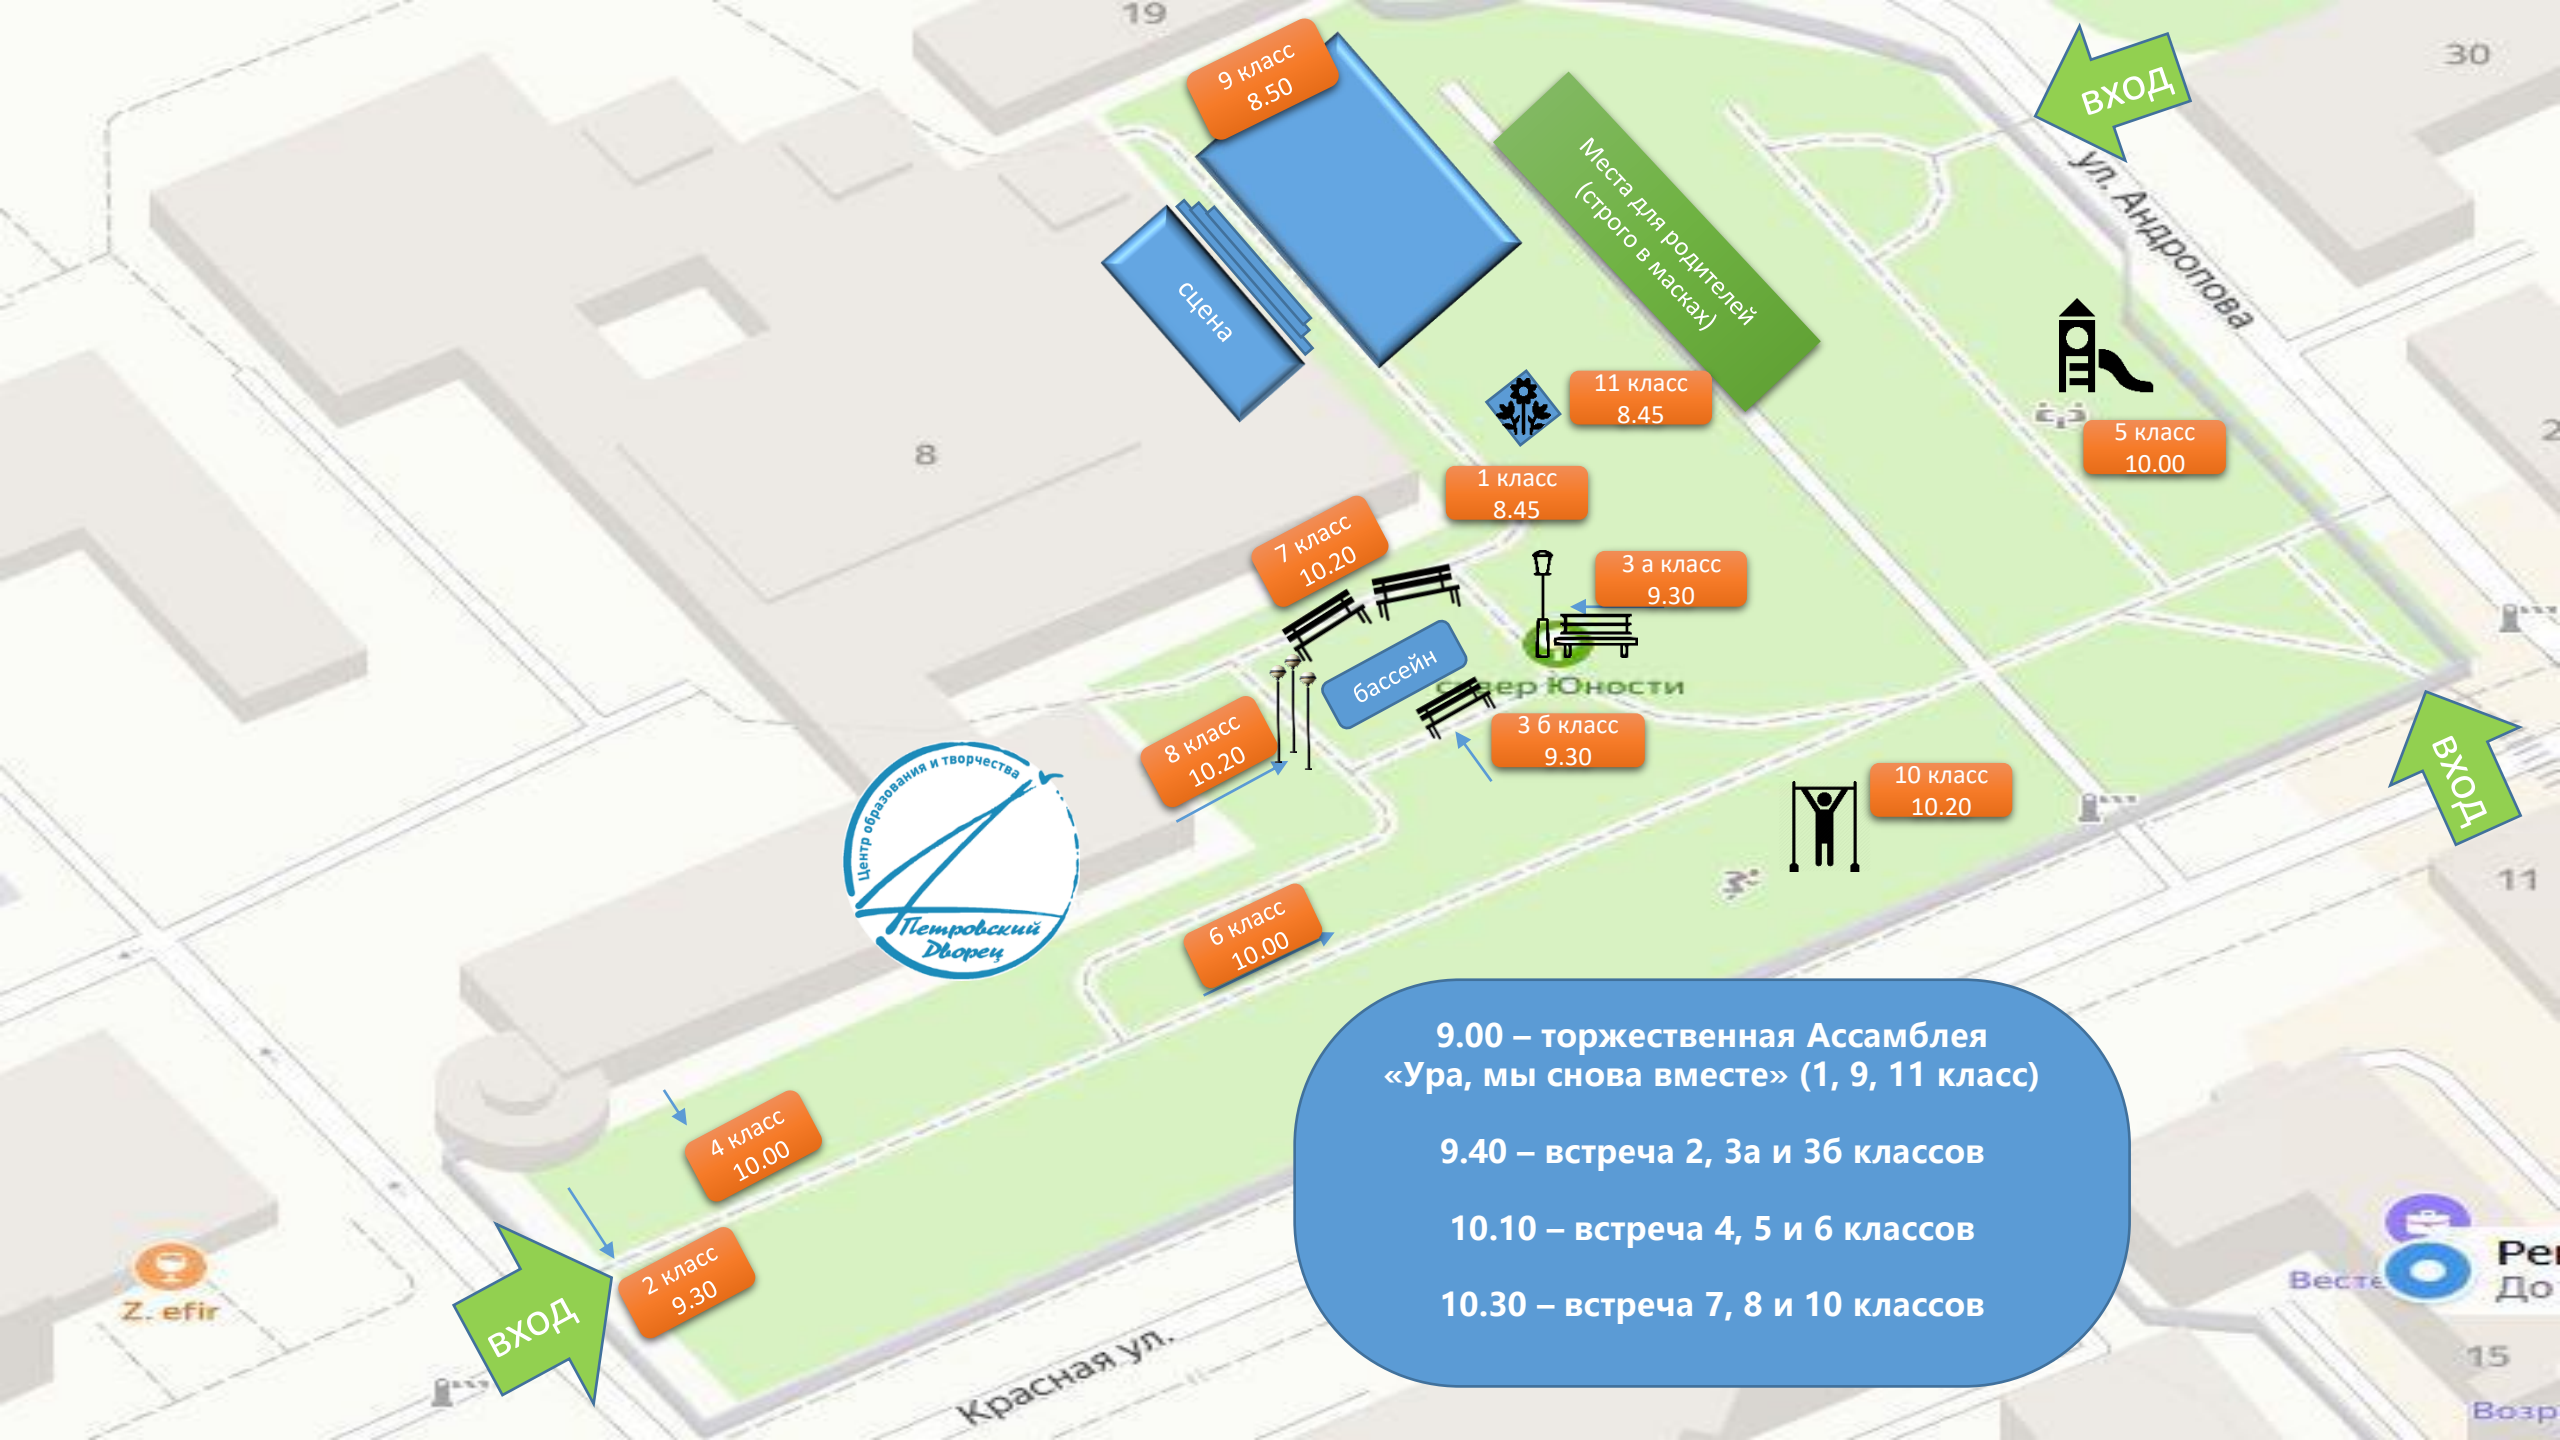 19
30
9 класс
8.50
вход
ул. Андропова
Места для родителей
(строго в масках)
сцена
8
11 класс
8.45
5 класс
10.00
2
1 класс
8.45
7 класс
10.20
3 а класс
9.30
бассейн
сквер Юности
8 класс
10.20
3 б класс
9.30
вход
10 класс
10.20
Центр образования и творчества
Петровский
Дворец
11
6 класс
10.00
9.00 – торжественная Ассамблея
«Ура, мы снова вместе» (1, 9, 11 класс)
9.40 – встреча 2, 3а и 3б классов
10.10 – встреча 4, 5 и 6 классов
10.30 – встреча 7, 8 и 10 классов
4 класс
10.00
2 класс
9.30
вход
Z. efir
Красная ул.
Весте
Рег
До
15
Возр